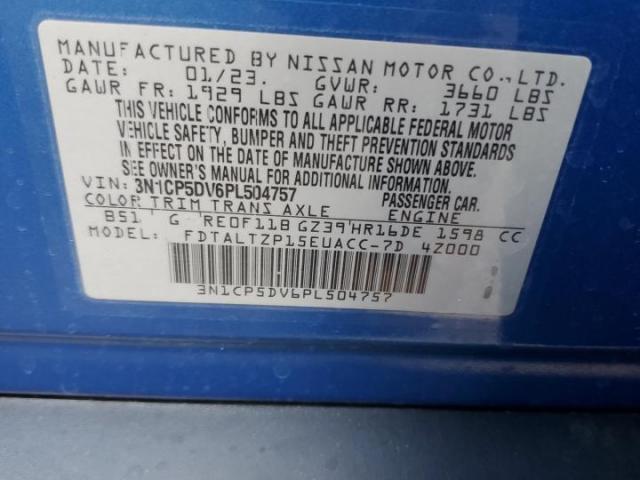 MANUFACTURED BY NISSAN MOTOR CO., LTD.
DATE: 01/23. GVWR: 3660 LBS
GAWR FR: 1929 LBS GAWR RR: 1731 LBS
THIS VEHICLE CONFORMS TO ALL APPLICABLE FEDERAL MOTOR
VEHICLE SAFETY, BUMPER AND THEFT PREVENTION STANDARDS
IN EFFECT ON THE DATE OF MANUFACTURE SHOWN ABOVE.
SEE OWNER'S MANUAL FOR ADDITIONAL INFORMATION.
VIN: 3N1CP5DV6PL504757 PASSENGER CAR.
COLOR TRIM TRANS AXLE ENGINE
B51 G RE0F11B GZ39 HR16DE 1598 CC
MODEL: FDTALTZP15EUACC-7D 4Z000
3N1CP5DV6PL504757